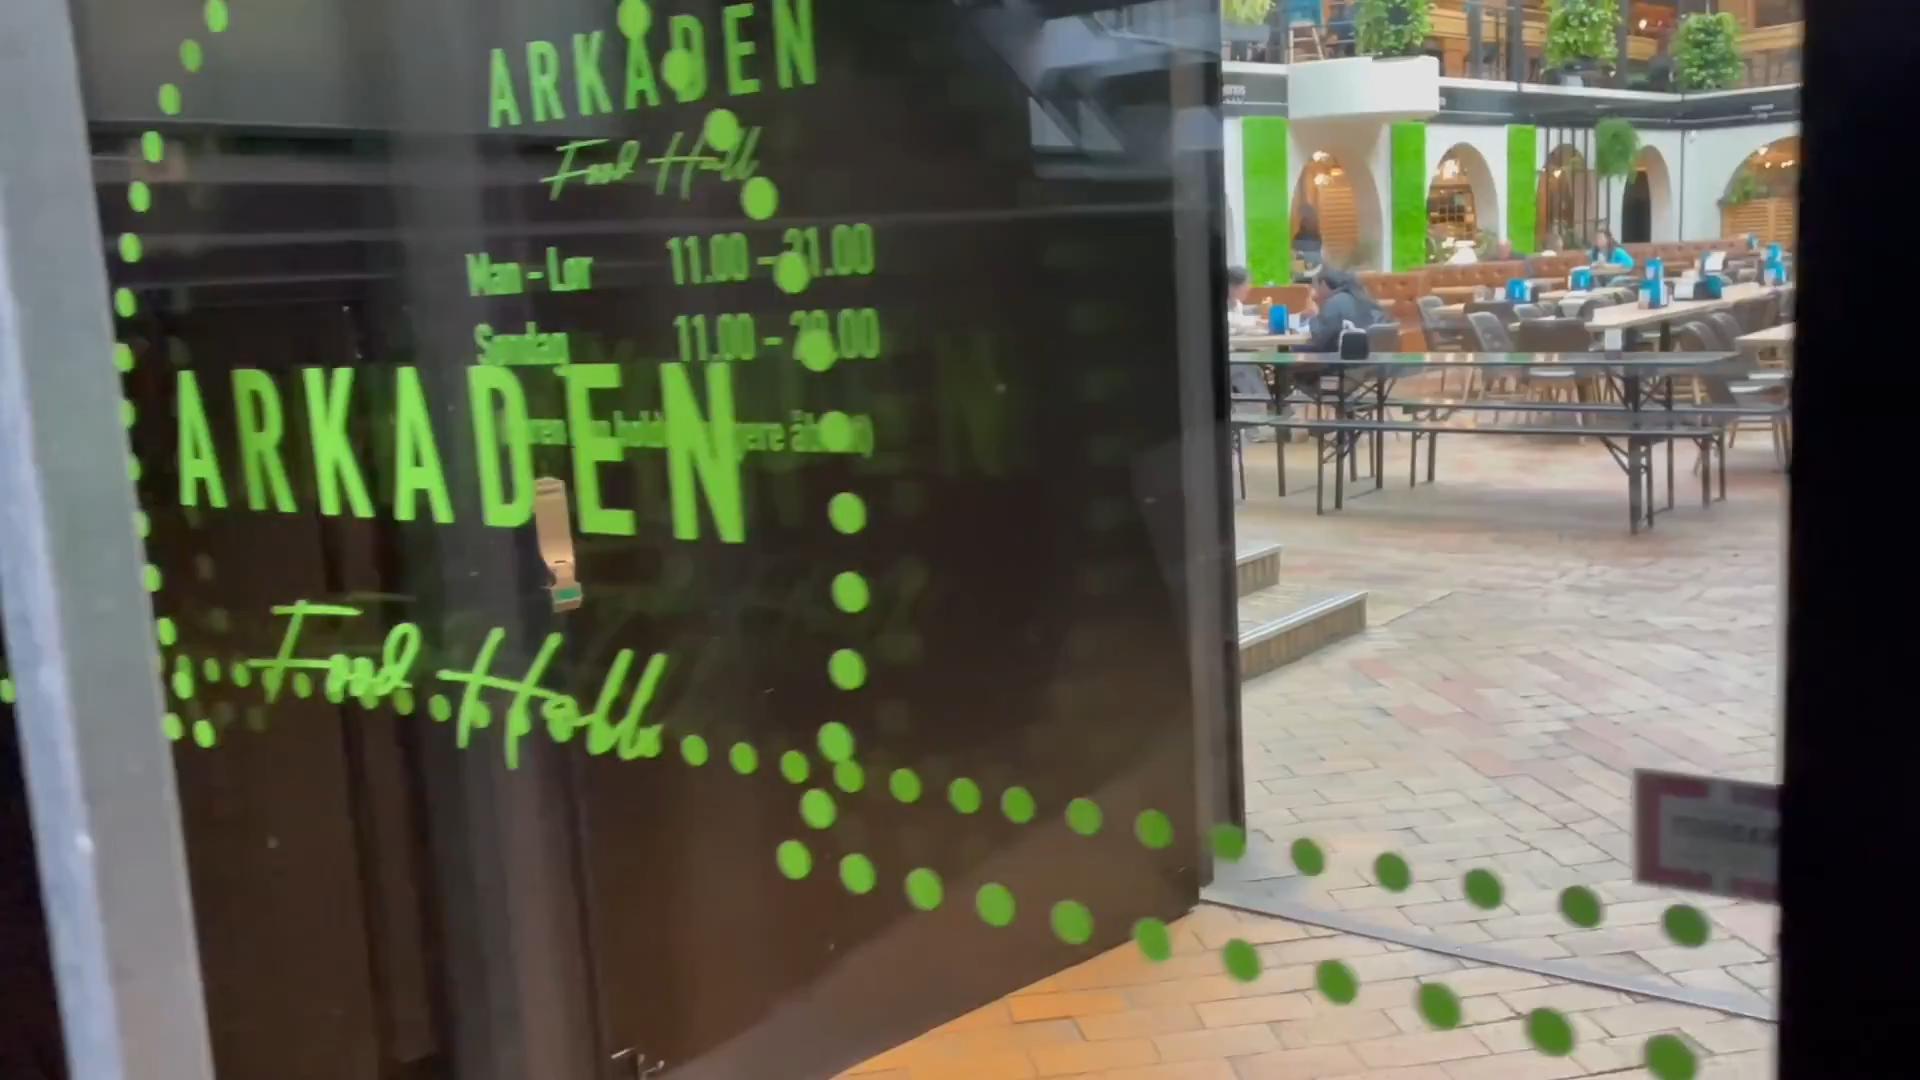 ARKADEN
Food Hall
Man - Lør 11.00 - 21.00
Søndag 11.00 - 20.00
ARKADEN
Food Hall